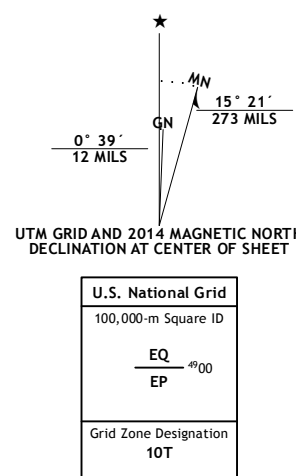 MN
GN
15° 21´
273 MILS
0° 39´
12 MILS
UTM GRID AND 2014 MAGNETIC NORTH
DECLINATION AT CENTER OF SHEET
U.S. National Grid
100,000-m Square ID
EQ
4900
EP
Grid Zone Designation
10T